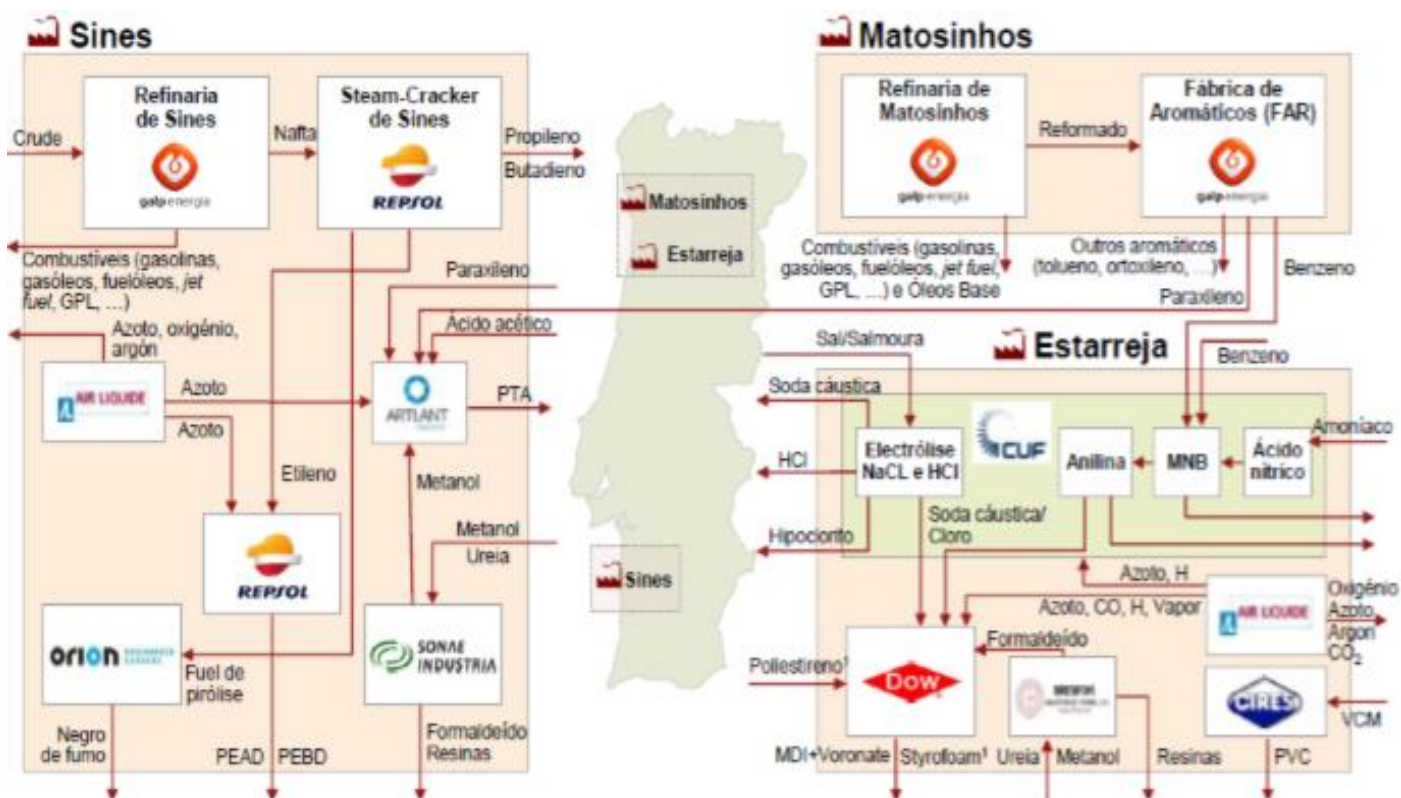 Sines
Refinaria
de Sines
galp energia
Steam-Cracker
de Sines
REPSOL
Crude
Nafta
Propileno
Butadieno
Combustíveis (gasolinas,
gasóleos, fuelóleos, jet
fuel, GPL, ...)
Paraxileno
Ácido acético
Azoto, oxigénio,
argón
AIR LIQUIDE
Azoto
Azoto
ARTLANT
PTA
Etileno
Metanol
REPSOL
Metanol
Ureia
orion
SONAE
INDUSTRIA
Fuel de
pirólise
Negro
de fumo
PEAD
PEBD
Formaldeído
Resinas
Matosinhos
Estarreja
Sines
Matosinhos
Refinaria de
Matosinhos
galp energia
Reformado
Fábrica de
Aromáticos (FAR)
galp energia
Combustíveis (gasolinas,
gasóleos, fuelóleos, jet fuel,
GPL, ...) e Óleos Base
Outros aromáticos
(tolueno, ortoxileno, ...)
Benzeno
Paraxileno
Sal/Salmoura
Estarreja
Benzeno
Soda cáustica
HCl
Hipoclorito
Electrólise
NaCL e HCl
CUF
Anilina
MNB
Ácido
nítrico
Amoníaco
Soda cáustica/
Cloro
Azoto, H
Azoto, CO, H, Vapor
AIR LIQUIDE
Oxigénio
Azoto
Argon
CO2
Formaldeído
Poliestireno¹
Dow
CIRES
VCM
MDI+Voronate
Styrofoam¹
Ureia
Metanol
Resinas
PVC